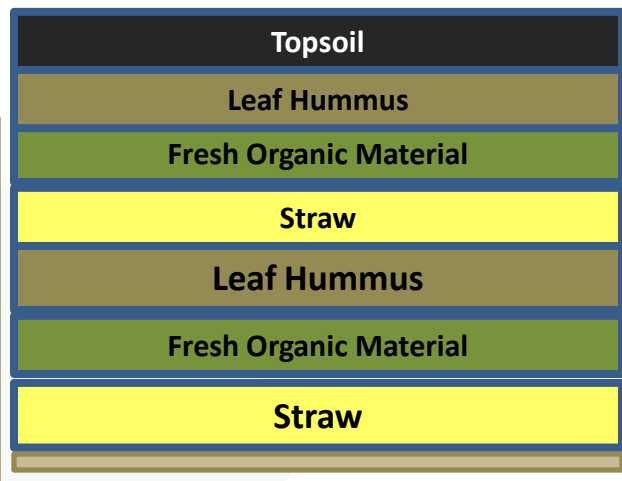 Topsoil
Leaf Hummus
Fresh Organic Material
Straw
Leaf Hummus
Fresh Organic Material
Straw